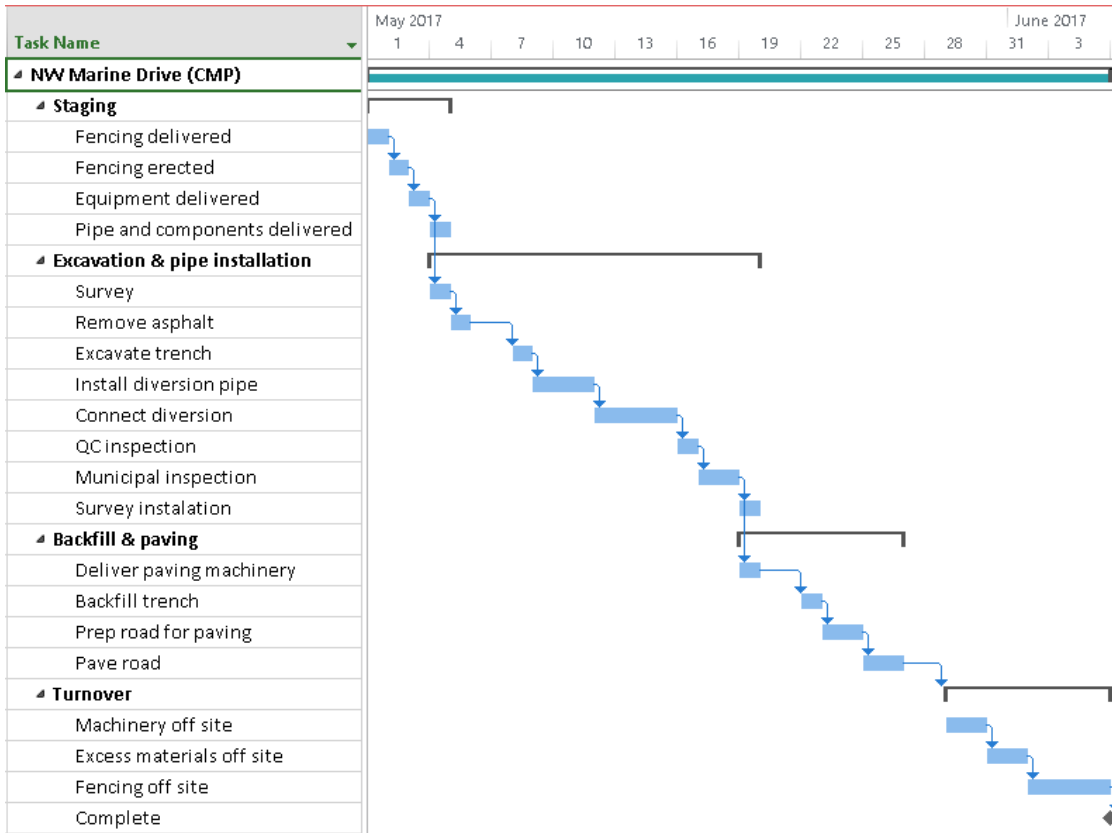 May 2017 June 2017
Task Name 1 4 7 10 13 16 19 22 25 28 31 3
NW Marine Drive (CMP)
Staging
Fencing delivered
Fencing erected
Equipment delivered
Pipe and components delivered
Excavation & pipe installation
Survey
Remove asphalt
Excavate trench
Install diversion pipe
Connect diversion
QC inspection
Municipal inspection
Survey instalation
Backfill & paving
Deliver paving machinery
Backfill trench
Prep road for paving
Pave road
Turnover
Machinery off site
Excess materials off site
Fencing off site
Complete